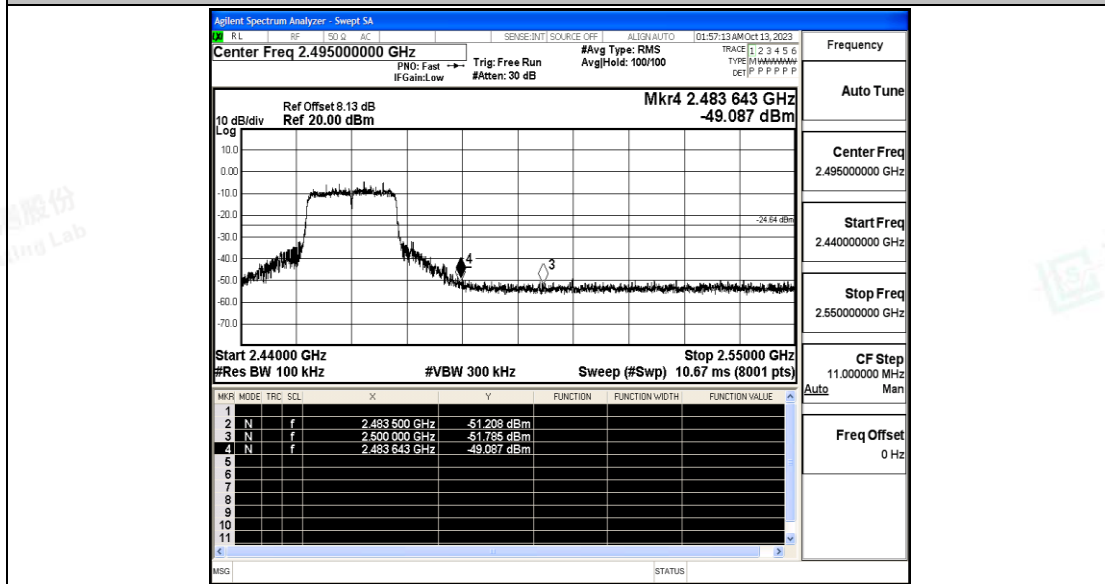 Agilent Spectrum Analyzer - Swept SA
RL RF 50 Ω AC SENSE:INT SOURCE OFF ALIGN AUTO 01:57:13 AM Oct 13, 2023
Center Freq 2.495000000 GHz #Avg Type: RMS TRACE 1 2 3 4 5 6
PNO: Fast Trig: Free Run Avg|Hold: 100/100 TYPE M
IFGain:Low #Atten: 30 dB DET P P P P P P
Frequency
Auto Tune
Mkr4 2.483 643 GHz
-49.087 dBm
Ref Offset 8.13 dB
10 dB/div Ref 20.00 dBm
Log
10.0
0.00
-10.0
-20.0
-24.64 dBm
-30.0
-40.0
-50.0
-60.0
-70.0
4
3
Center Freq
2.495000000 GHz
Start Freq
2.440000000 GHz
Stop Freq
2.550000000 GHz
CF Step
11.000000 MHz
Auto Man
Freq Offset
0 Hz
Start 2.44000 GHz Stop 2.55000 GHz
#Res BW 100 kHz #VBW 300 kHz Sweep (#Swp) 10.67 ms (8001 pts)
MKR MODE TRC SCL X Y FUNCTION FUNCTION WIDTH FUNCTION VALUE
1
2 N f 2.483 500 GHz -51.208 dBm
3 N f 2.500 000 GHz -51.785 dBm
4 N f 2.483 643 GHz -49.087 dBm
5
6
7
8
9
10
11
MSG STATUS
股份
Lab